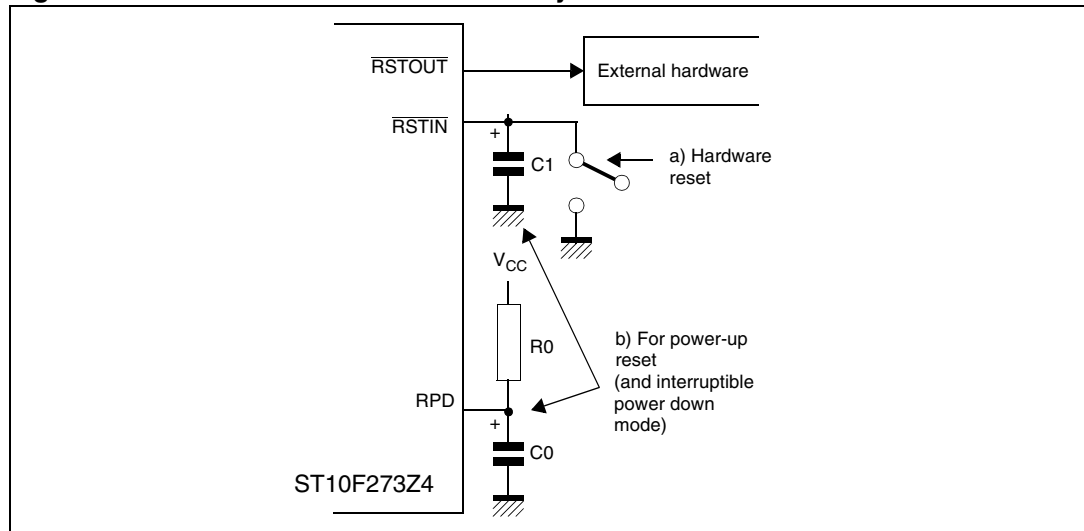 RSTOUT
External hardware
RSTIN
+
C1
a) Hardware
reset
VCC
R0
b) For power-up
reset
(and interruptible
power down
mode)
RPD
+
C0
ST10F273Z4